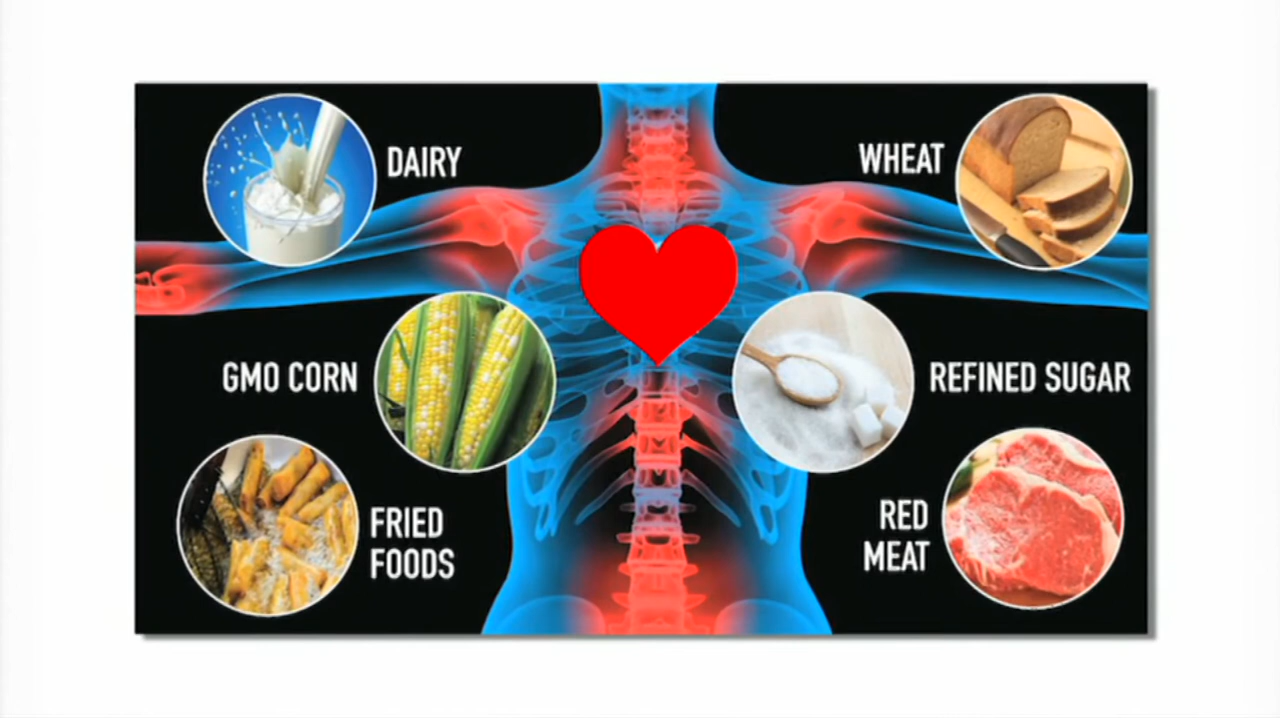 DAIRY
WHEAT
GMO CORN
REFINED SUGAR
FRIED
FOODS
RED
MEAT